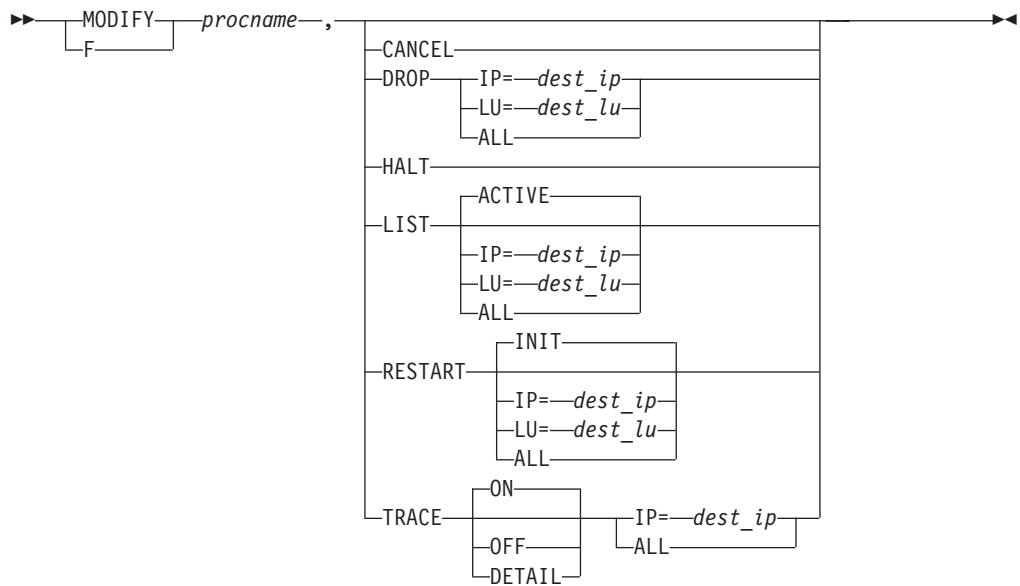 MODIFY procname ,
F
CANCEL
DROP IP= dest_ip
LU= dest_lu
ALL
HALT
ACTIVE
LIST
IP= dest_ip
LU= dest_lu
ALL
INIT
RESTART
IP= dest_ip
LU= dest_lu
ALL
ON
TRACE IP= dest_ip
OFF ALL
DETAIL